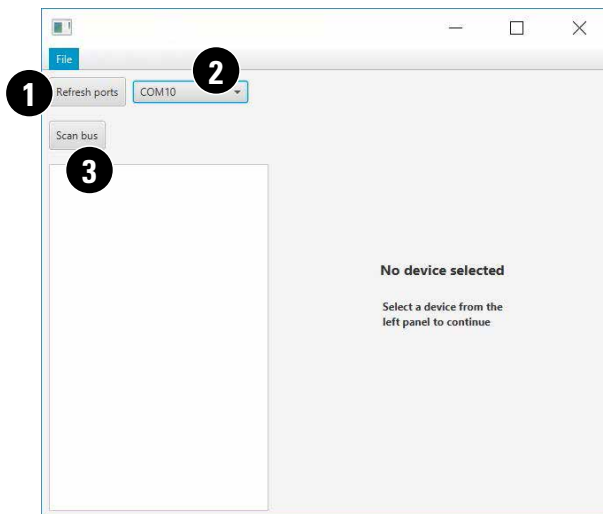 File
2
1
Refresh ports
COM10
Scan bus
3
No device selected
Select a device from the
left panel to continue